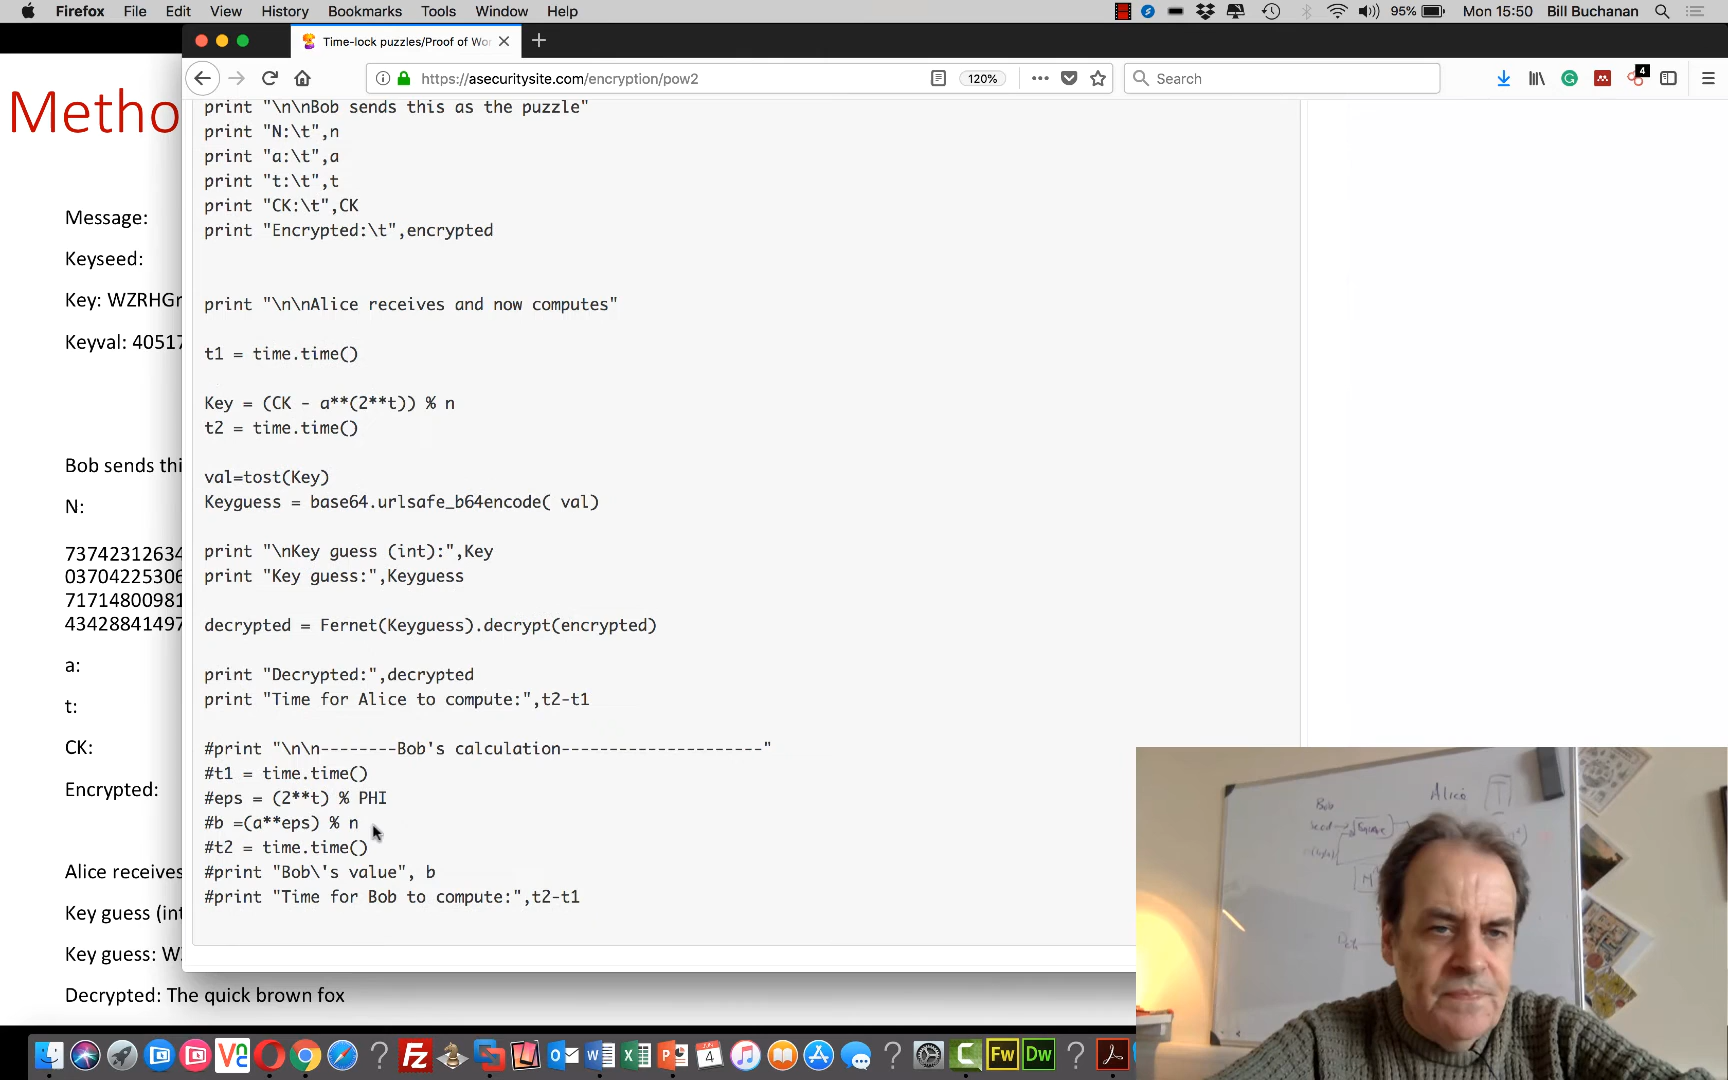 Firefox File Edit View History Bookmarks Tools Window Help 95% Mon 15:50 Bill Buchanan
Time-lock puzzles/Proof of Wor
https://asecuritysite.com/encryption/pow2 120% Search 4
Metho
Message:
Keyseed:
Key: WZRHGr
Keyval: 40517
Bob sends thi
N:
73742312634
03704225306
71714800981
43428841497
a:
t:
CK:
Encrypted:
Alice receives
Key guess (int
Key guess: W
Decrypted: The quick brown fox
print "\n\nBob sends this as the puzzle"
print "N:\t",n
print "a:\t",a
print "t:\t",t
print "CK:\t",CK
print "Encrypted:\t",encrypted
print "\n\nAlice receives and now computes"
t1 = time.time()
Key = (CK - a**(2**t)) % n
t2 = time.time()
val=tost(Key)
Keyguess = base64.urlsafe_b64encode( val)
print "\nKey guess (int):",Key
print "Key guess:",Keyguess
decrypted = Fernet(Keyguess).decrypt(encrypted)
print "Decrypted:",decrypted
print "Time for Alice to compute:",t2-t1
#print "\n\n--------Bob's calculation---------------------"
#t1 = time.time()
#eps = (2**t) % PHI
#b =(a**eps) % n
#t2 = time.time()
#print "Bob\'s value", b
#print "Time for Bob to compute:",t2-t1
Bob
Alice
Seed
Fz
4
Fw
Dw